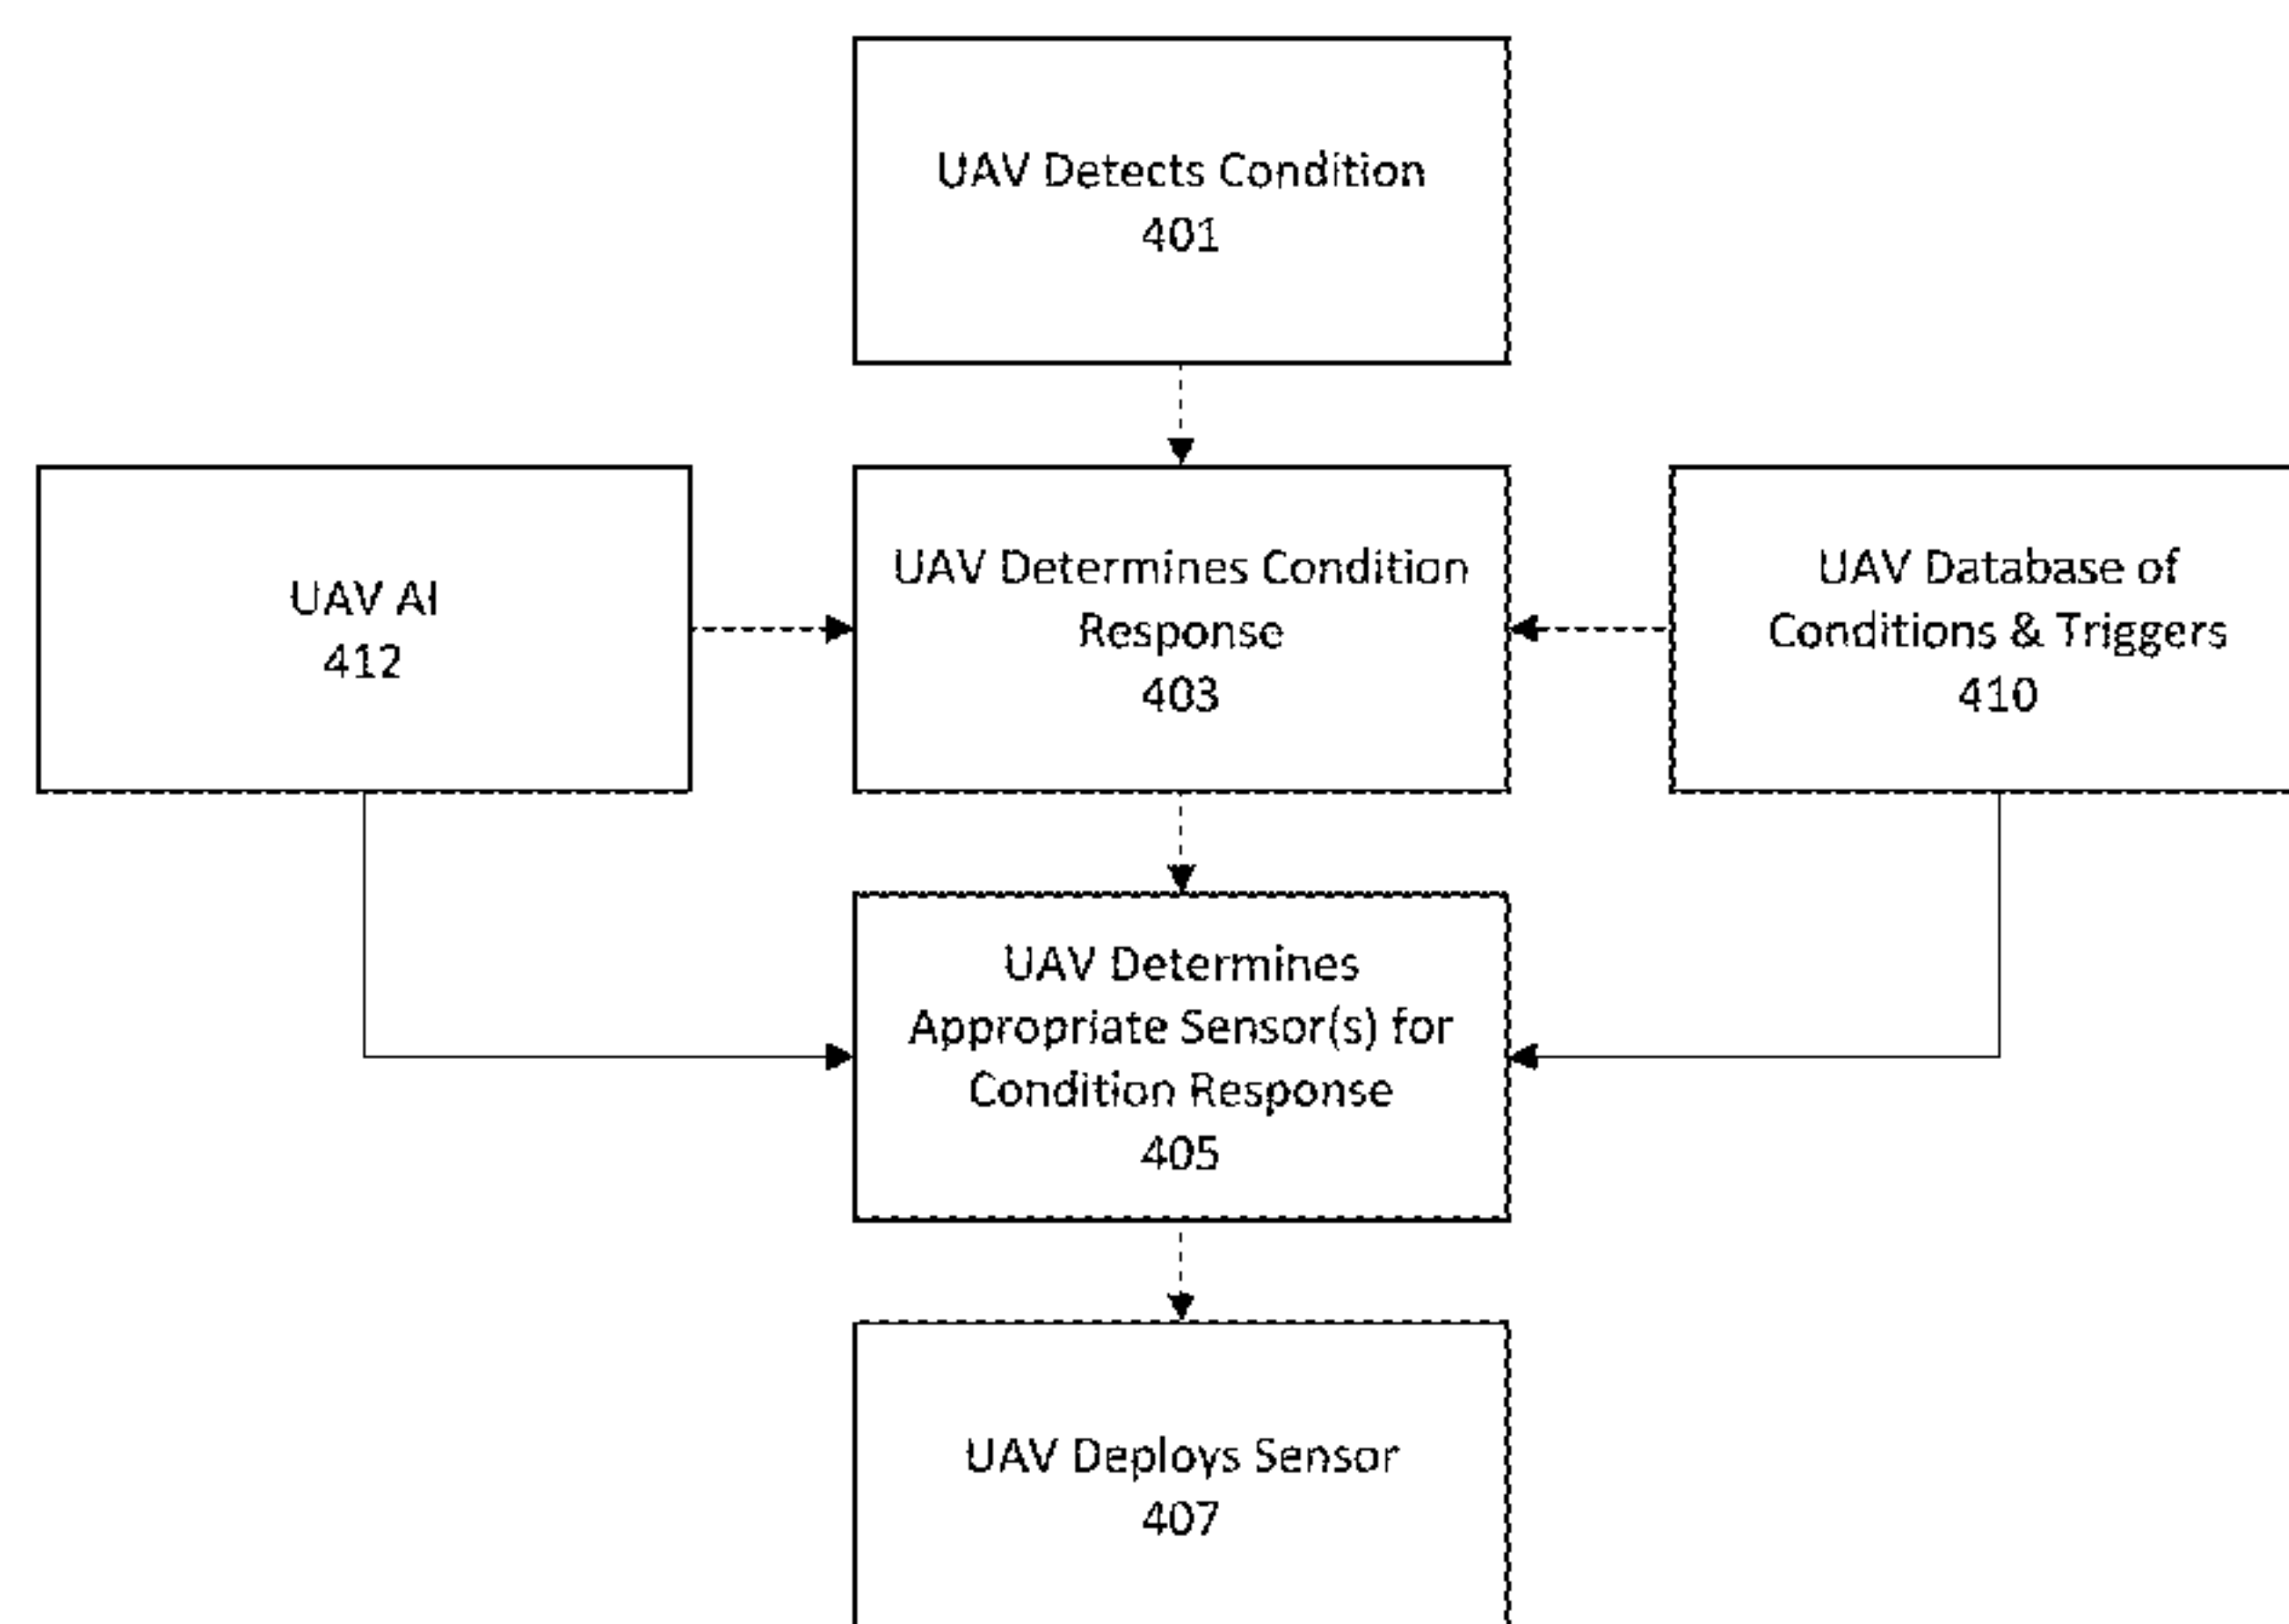 UAV Detects Condition
401
UAV AI
412
UAV Determines Condition
Response
403
UAV Database of
Conditions & Triggers
410
UAV Determines
Appropriate Sensor(s) for
Condition Response
405
UAV Deploys Sensor
407